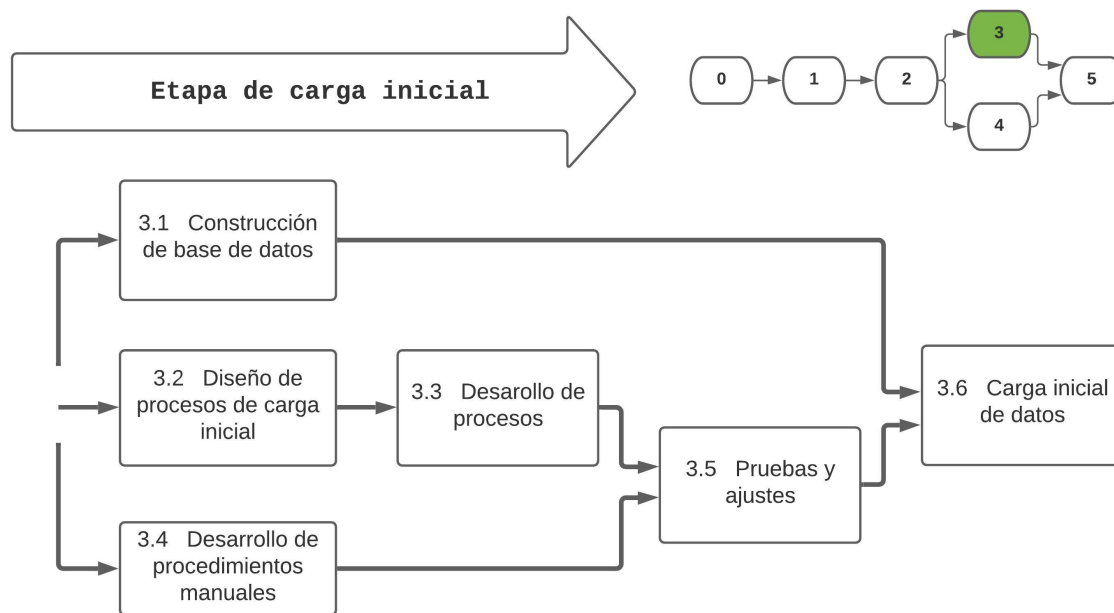 Etapa de carga inicial
0
1
2
3
4
5
3.1 Construcción
de base de datos
3.2 Diseño de
procesos de carga
inicial
3.3 Desarollo de
procesos
3.4 Desarrollo de
procedimientos
manuales
3.5 Pruebas y
ajustes
3.6 Carga inicial
de datos